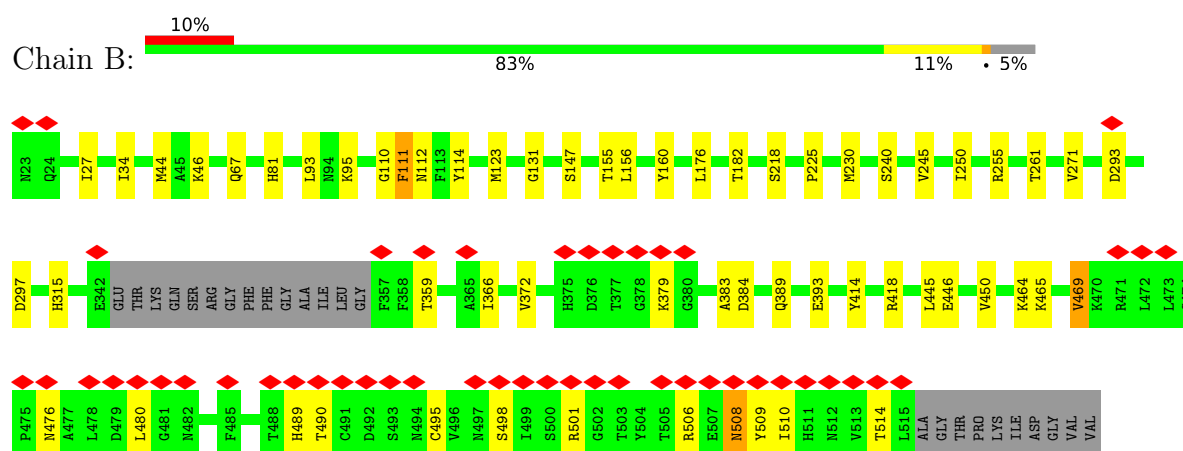 10%
Chain B:
83% 11% • 5%
N23 Q24 I27 I34 M44 A45 K46 Q67 H81 L93 N94 K95 G110 F111 N112 F113 Y114 M123 G131 S147 T155 L156 Y160 L176 T182 S218 P225 M230 S240 V245 I250 R255 T261 V271 D293
D297 H315 E342 GLU THR LYS GLN SER ARG GLY PHE PHE GLY ALA ILE LEU GLY F357 F358 T359 A365 I366 V372 H375 D376 T377 G378 K379 G380 A383 D384 Q389 E393 Y414 R418 L445 E446 V450 K464 K465 V469 K470 R471 L472 L473
P475 N476 A477 L478 D479 L480 G481 N482 F485 T488 H489 T490 C491 D492 S493 N494 C495 V496 N497 S498 I499 S500 R501 G502 T503 Y504 T505 R506 E507 N508 Y509 I510 H511 N512 V513 T514 L515 ALA GLY THR PRO LYS ILE ASP GLY VAL VAL